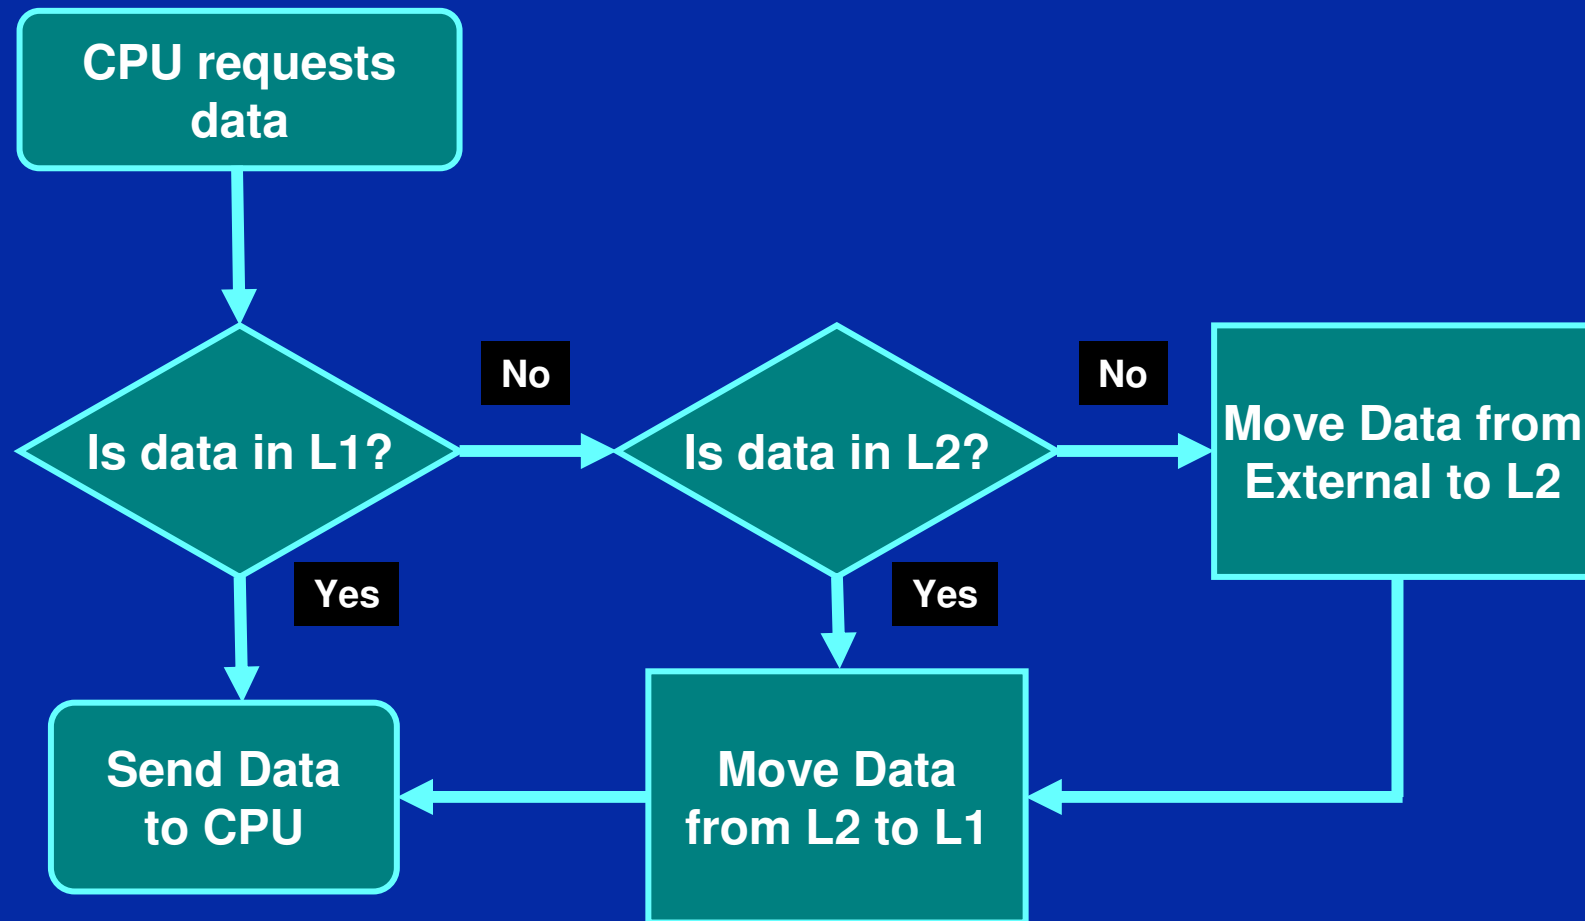 CPU requests
data
No
No
Is data in L1?
Is data in L2?
Move Data from
External to L2
Yes
Yes
Send Data
to CPU
Move Data
from L2 to L1